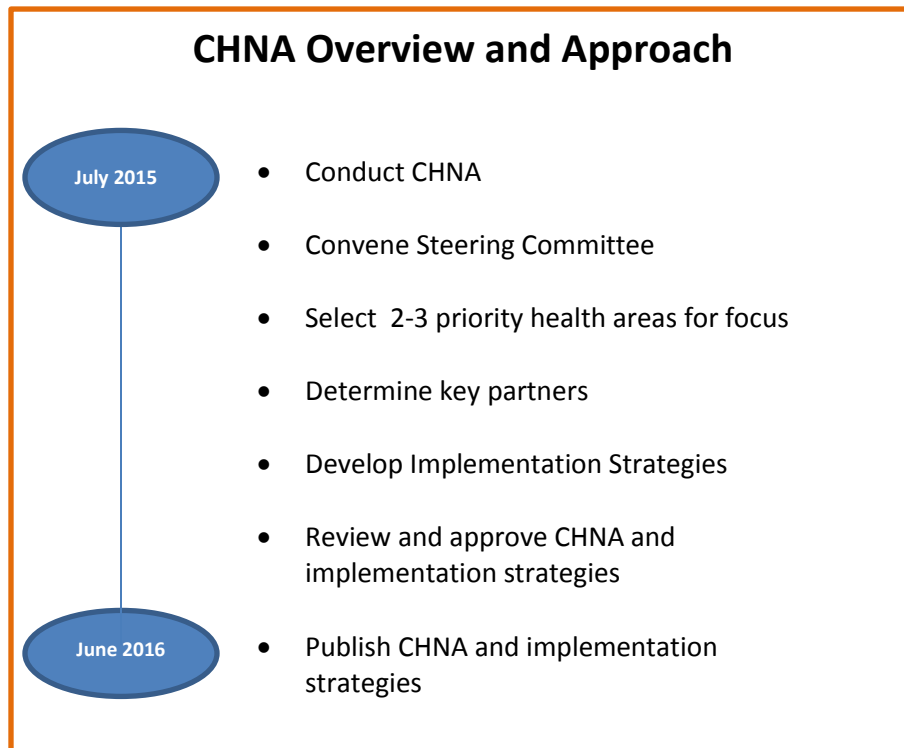 CHNA Overview and Approach
July 2015
• Conduct CHNA
• Convene Steering Committee
• Select 2-3 priority health areas for focus
• Determine key partners
• Develop Implementation Strategies
• Review and approve CHNA and
implementation strategies
June 2016
• Publish CHNA and implementation
strategies